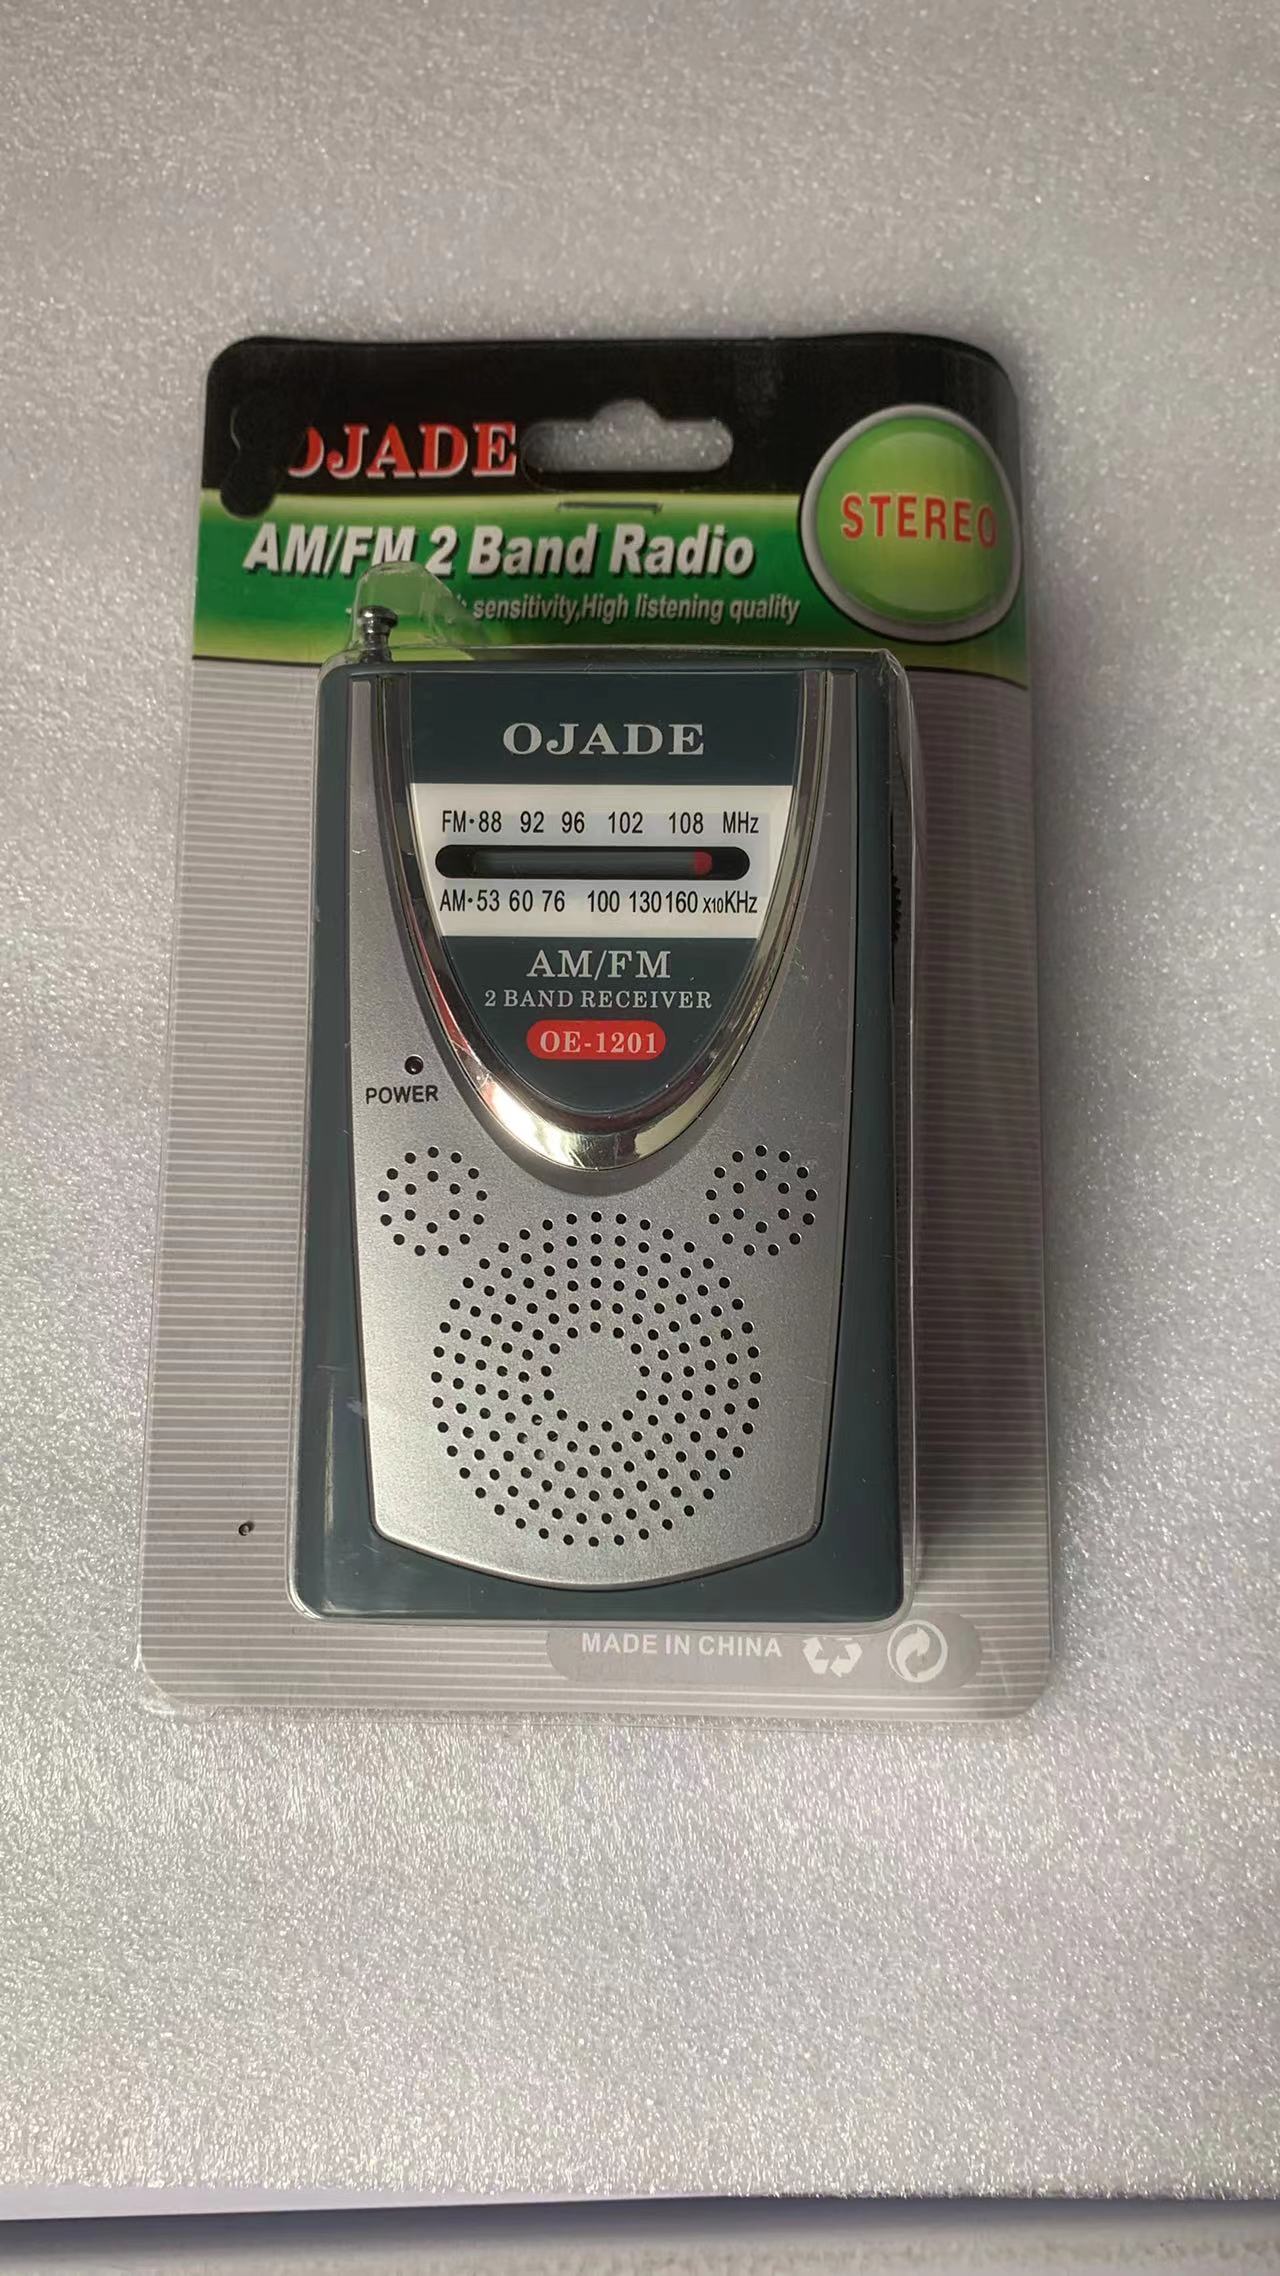 OJADE
STEREO
AM/FM 2 Band Radio
sensitivity,High listening quality
OJADE
FM·88 92 96 102 108 MHz
AM·53 60 76 100 130 160 x10KHz
AM/FM
2 BAND RECEIVER
OE-1201
POWER
MADE IN CHINA